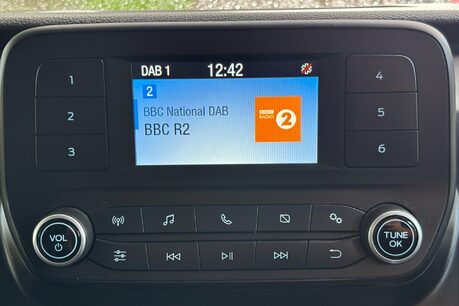 DAB 1 12:42
1
2
3
2
BBC National DAB
BBC R2
BBC
RADIO
2
4
5
6
VOL
TUNE
OK